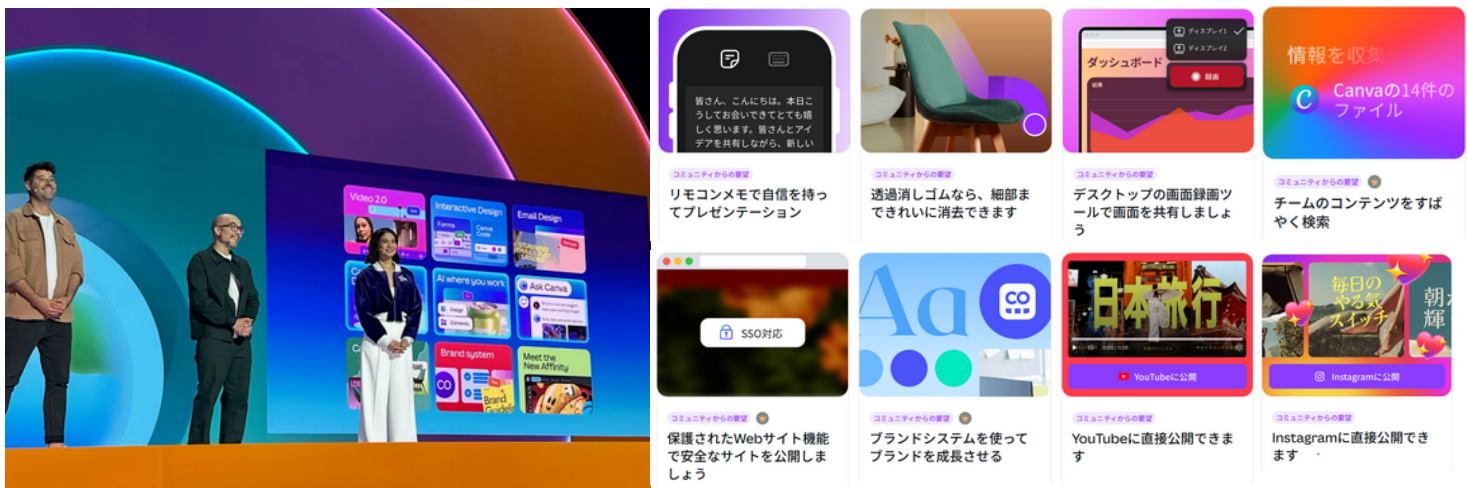 Video 2.0
Interactive Design
Email Design
Forms
Canva
Code
AI where you work
Design
Elements
Ask Canva
Brand system
CO
Brand
Meet the
New Affinity
皆さん、こんにちは。本日こ
うしてお会いできてとても嬉
しく思います。皆さんとアイ
デアを共有しながら、新しい
コミュニティからの要望
リモコンメモで自信を持っ
てプレゼンテーション
コミュニティからの要望
透過消しゴムなら、細部ま
できれいに消去できます
ディスプレイ1
ディスプレイ2
録画
ダッシュボード
結果
コミュニティからの要望
デスクトップの画面録画ツ
ールで画面を共有しましょ
う
情報を収集
C
Canvaの14件の
ファイル
コミュニティからの要望
チームのコンテンツをすば
やく検索
SSO対応
コミュニティからの要望
保護されたWebサイト機能
で安全なサイトを公開しま
しょう
Aa
CO
コミュニティからの要望
ブランドシステムを使って
ブランドを成長させる
日本旅行
YouTubeに公開
コミュニティからの要望
YouTubeに直接公開できま
す
毎日の
やる気
スイッチ
朝
輝
Instagramに公開
コミュニティからの要望
Instagramに直接公開でき
ます